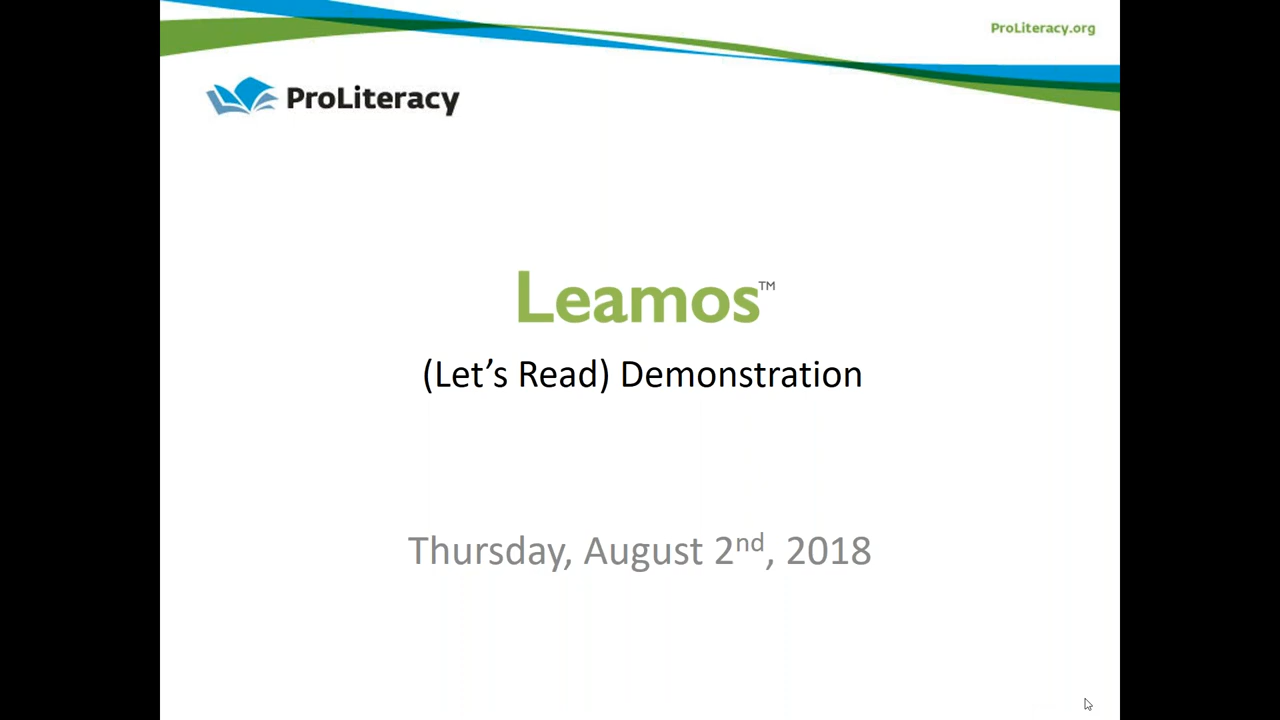 ProLiteracy.org
ProLiteracy
Leamos™
(Let’s Read) Demonstration
Thursday, August 2nd, 2018